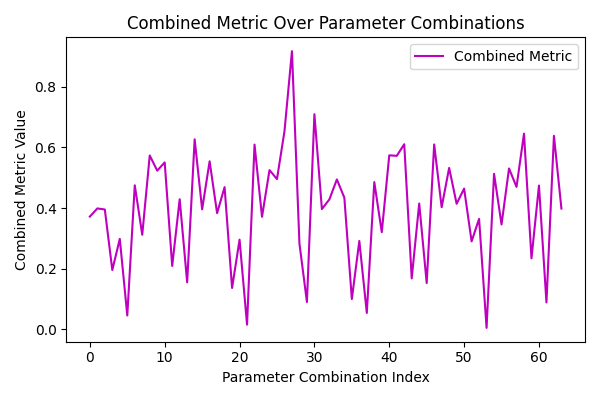 Combined Metric Over Parameter Combinations
Combined Metric
Combined Metric Value
0.8
0.6
0.4
0.2
0.0
0 10 20 30 40 50 60
Parameter Combination Index